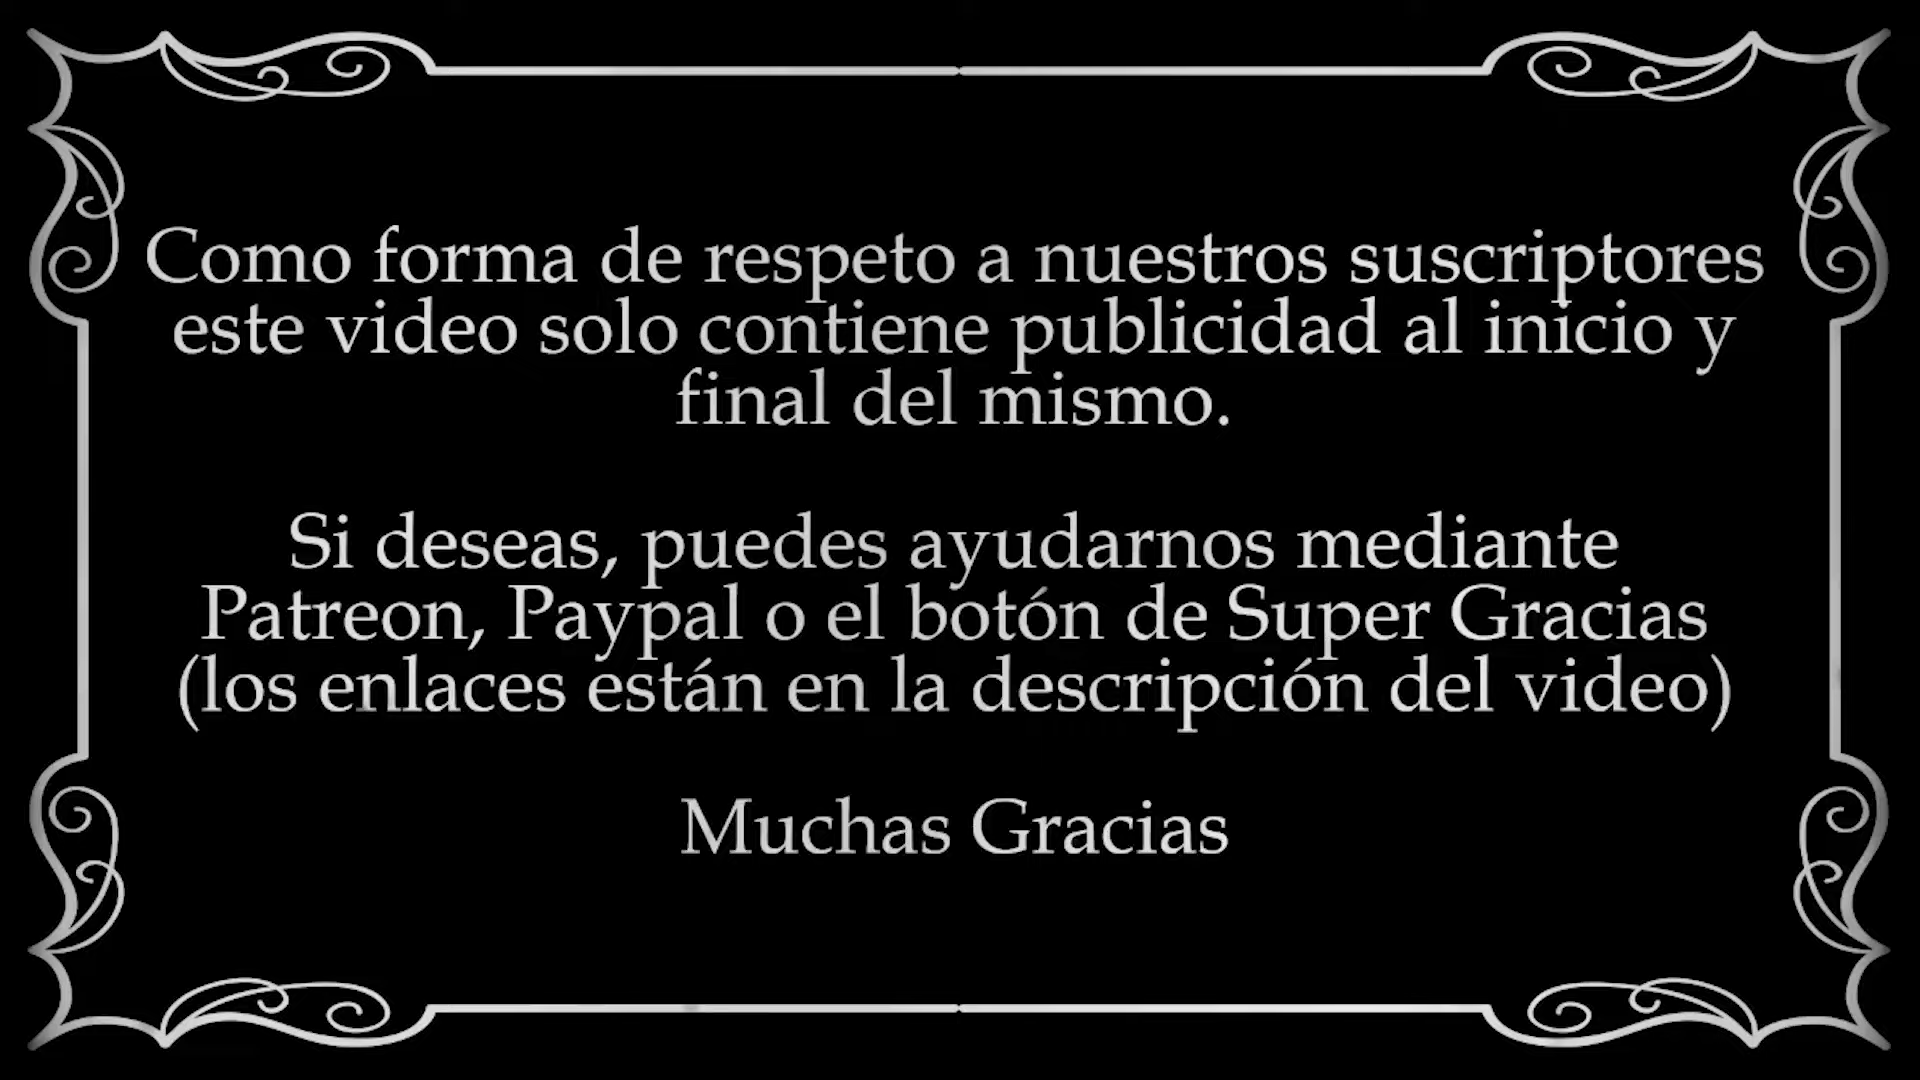 Como forma de respeto a nuestros suscriptores
este video solo contiene publicidad al inicio y
final del mismo.
Si deseas, puedes ayudarnos mediante
Patreon, Paypal o el botón de Super Gracias
(los enlaces están en la descripción del video)
Muchas Gracias